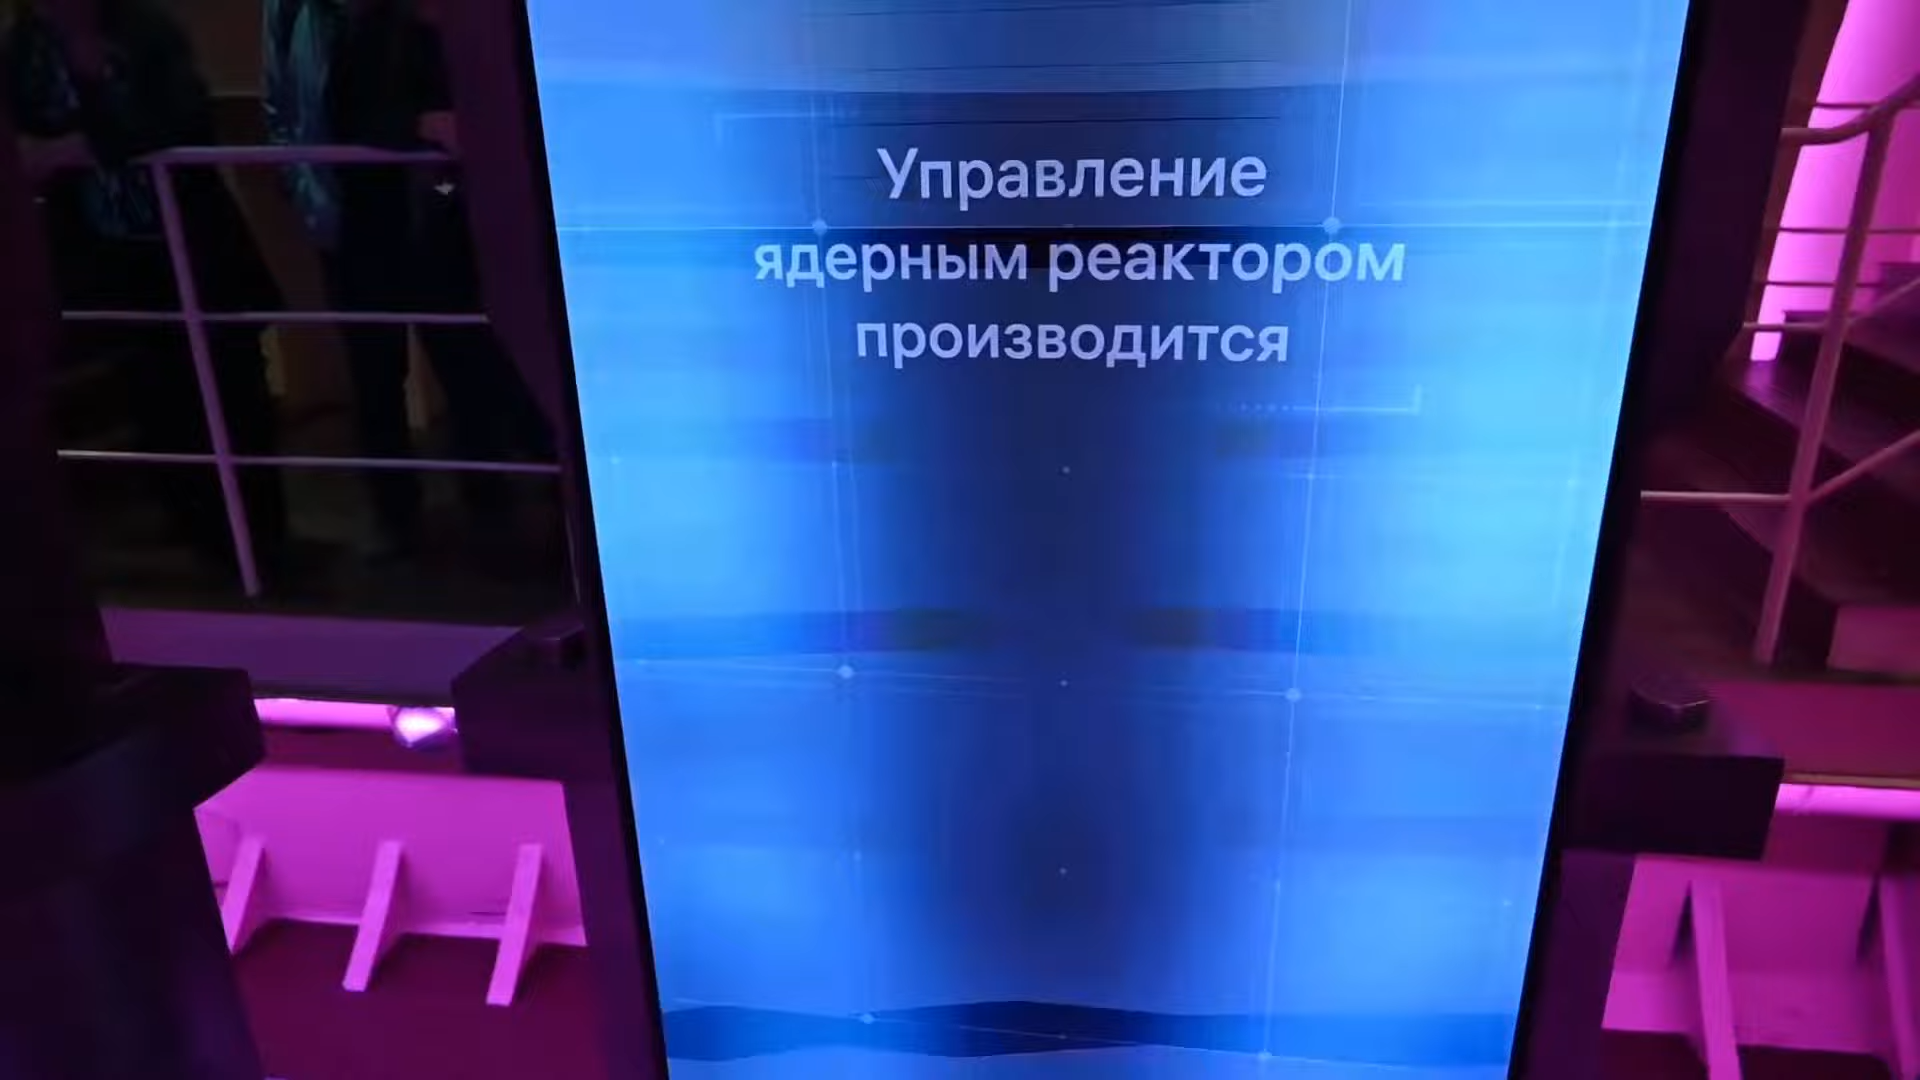 Управление
ядерным реактором
производится